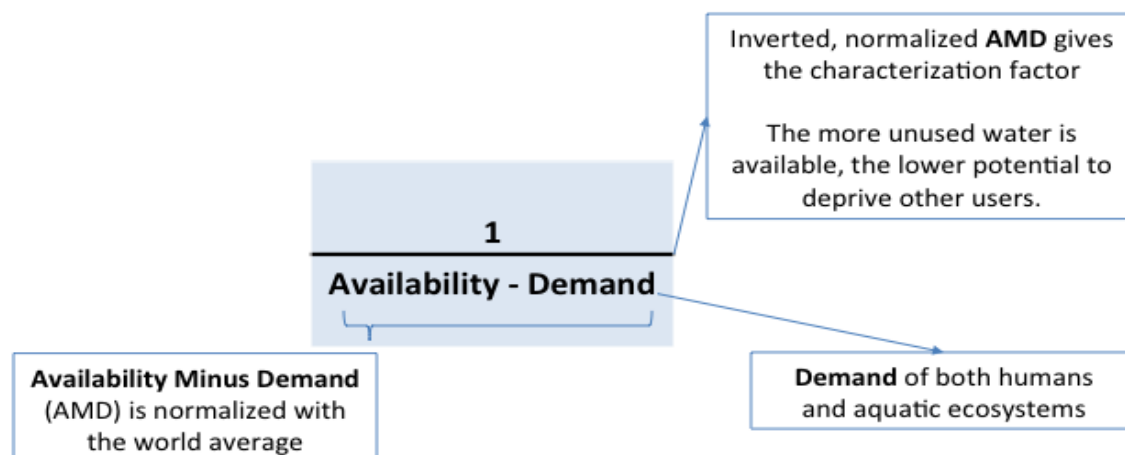 Inverted, normalized AMD gives
the characterization factor
The more unused water is
available, the lower potential to
deprive other users.
1
Availability - Demand
Availability Minus Demand
(AMD) is normalized with
the world average
Demand of both humans
and aquatic ecosystems